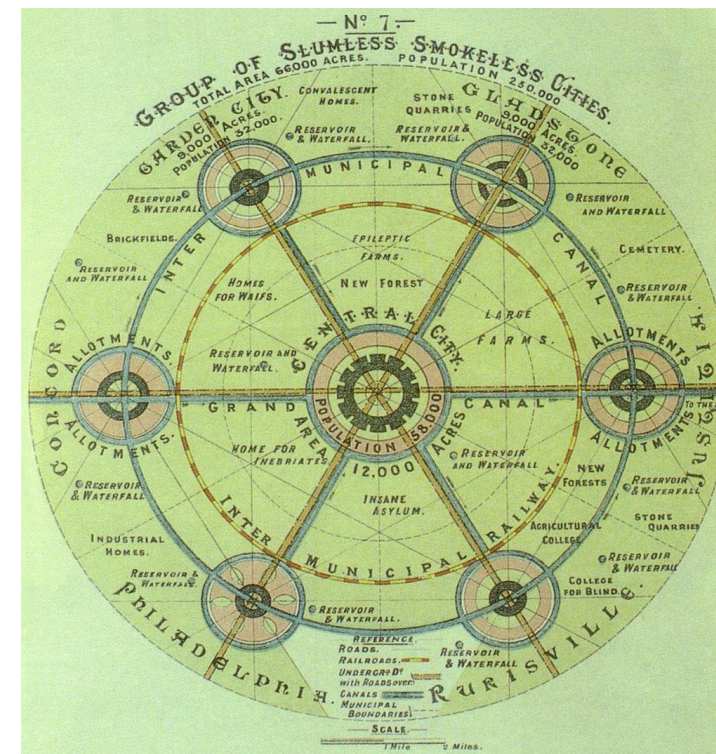 — Nº 7. —
GROUP OF SLUMLESS SMOKELESS CITIES.
TOTAL AREA 66,000 ACRES. POPULATION 250,000
GARDEN CITY.
9,000 ACRES.
POPULATION 32,000.
CONVALESCENT
HOMES.
STONE
QUARRIES
GLADSTONE
9,000 ACRES.
POPULATION 32,000
RESERVOIR
& WATERFALL.
RESERVOIR &
WATERFALL.
INTER MUNICIPAL CANAL
RESERVOIR
& WATERFALL
RESERVOIR
AND WATERFALL
BRICKFIELDS.
EPILEPTIC
FARMS.
CEMETERY.
RESERVOIR
AND WATERFALL
HOMES
FOR WAIFS.
NEW FOREST
RESERVOIR
& WATERFALL
LARGE
FARMS.
CONCORD
ALLOTMENTS
RESERVOIR AND
WATERFALL.
CENTRAL CITY.
ALLOTMENTS
JUSTITIA
GRAND CANAL
TO THE
POPULATION 58,000
AREA 12,000 ACRES
ALLOTMENTS.
ALLOTMENTS
HOME FOR
INEBRIATES
RESERVOIR
AND WATERFALL
NEW
FORESTS
RESERVOIR
& WATERFALL
RESERVOIR
& WATERFALL
INSANE
ASYLUM.
STONE
QUARRIES
INTER MUNICIPAL RAILWAY.
AGRICULTURAL
COLLEGE
INDUSTRIAL
HOMES.
RESERVOIR
& WATERFALL
RESERVOIR &
WATERFALL
COLLEGE
FOR BLIND.
RESERVOIR
& WATERFALL.
PHILADELPHIA.
RURISVILLE
REFERENCE.
ROADS.
RAILROADS.
UNDERGRD Dº
with ROADS over
CANALS
MUNICIPAL
BOUNDARIES
RESERVOIR
& WATERFALL
SCALE.
1 Mile 2 Miles.